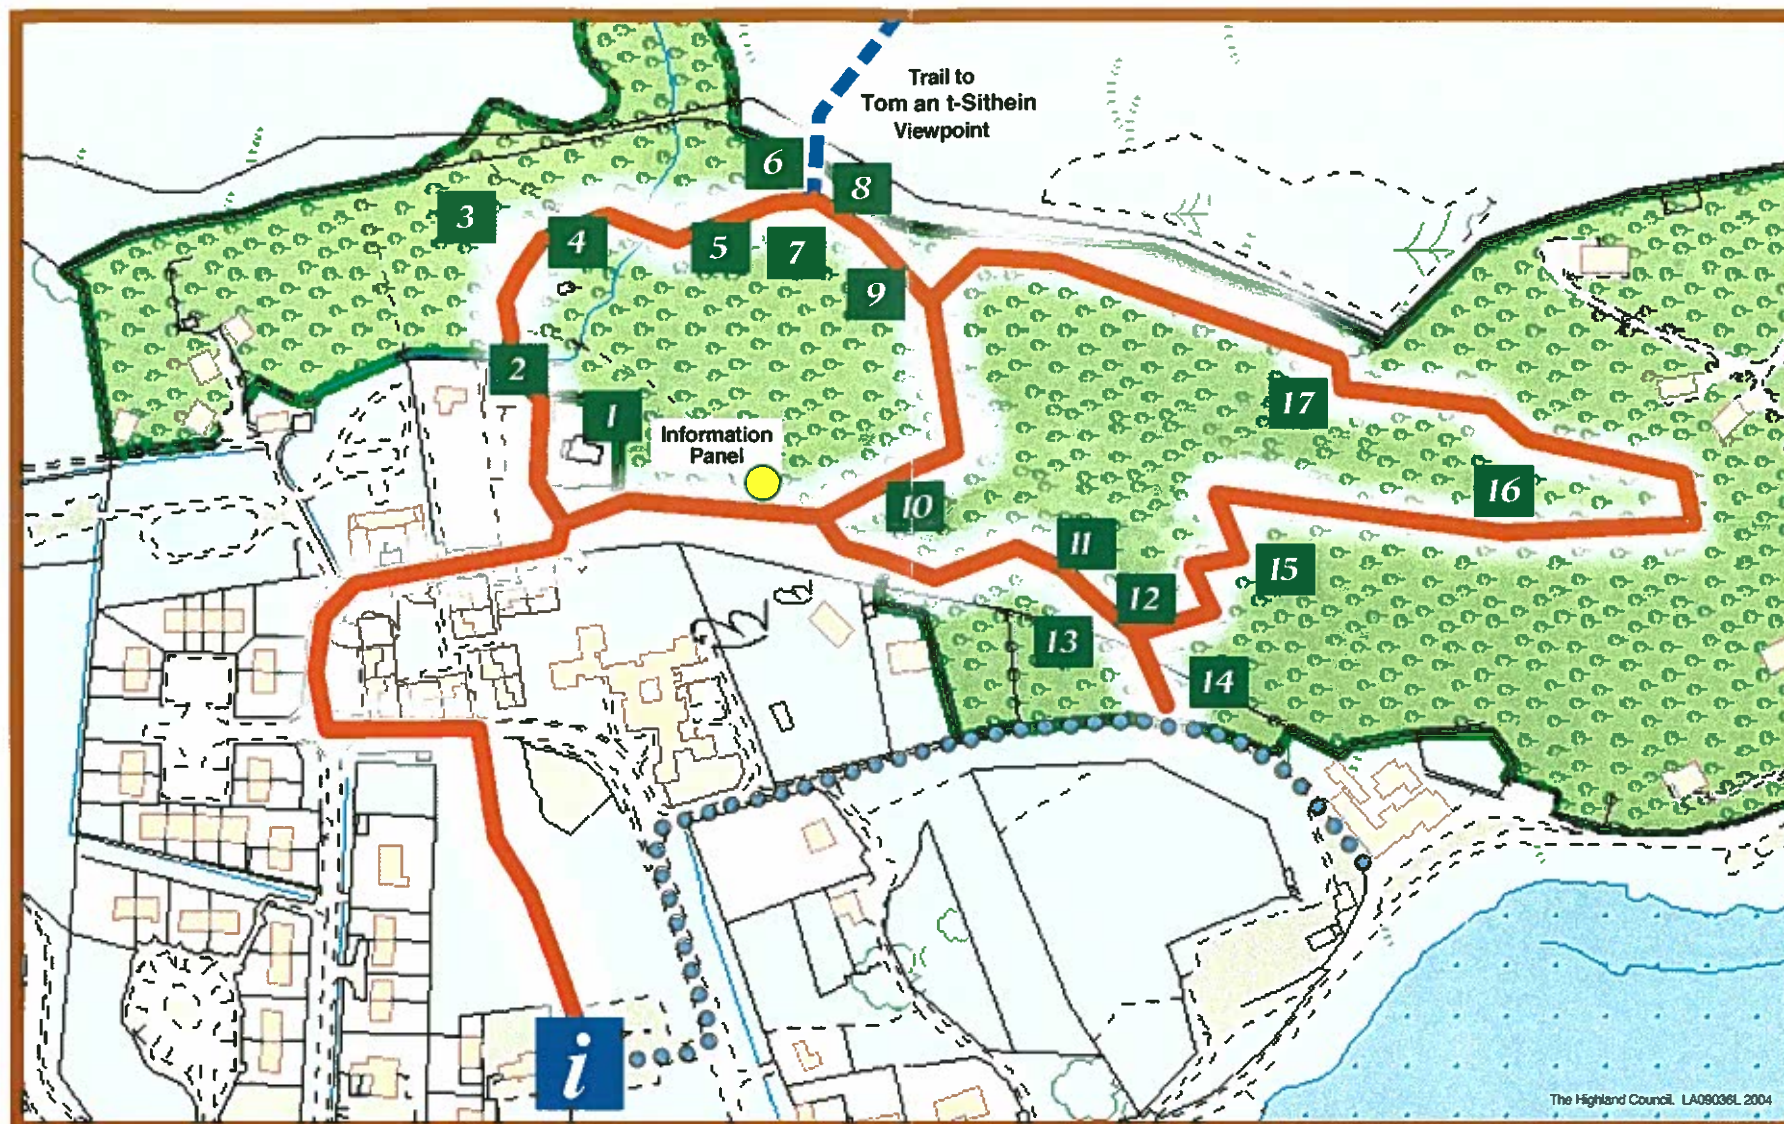 Trail to
Tom an t-Sithein
Viewpoint
6
8
3
4
5
7
9
2
1
17
Information
Panel
16
10
11
15
12
13
14
i
The Highland Council. LA09036L 2004